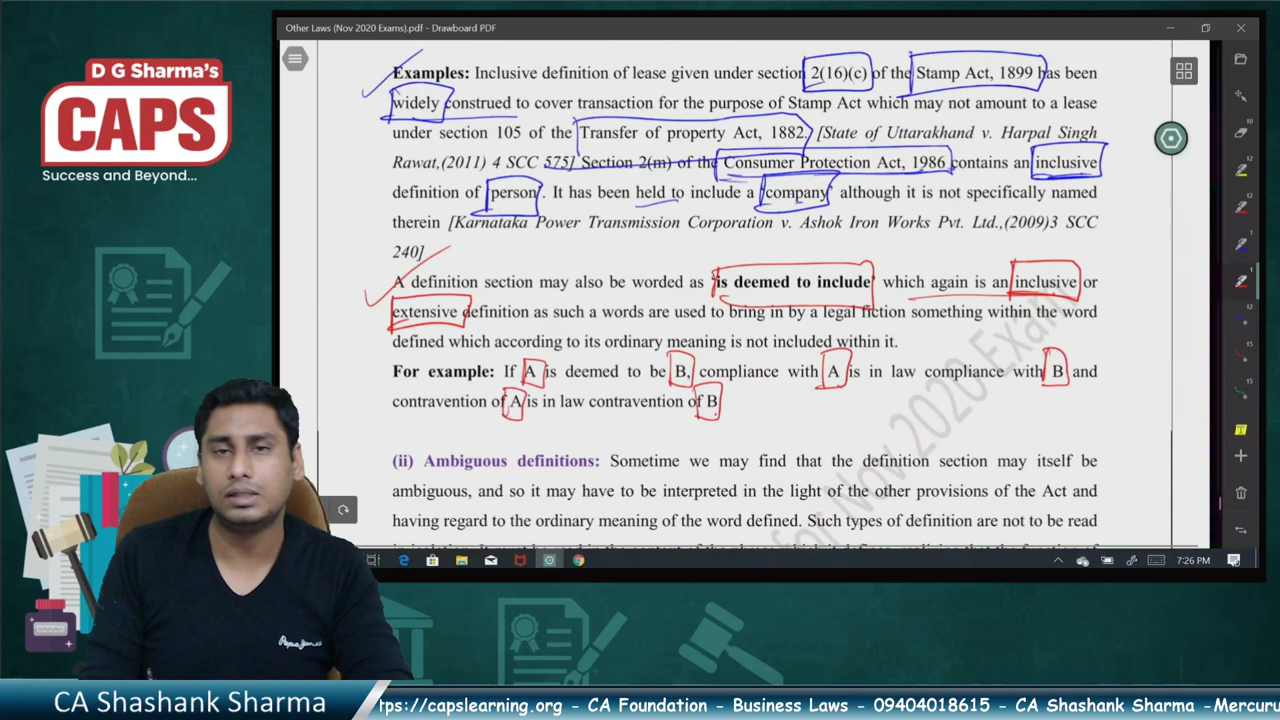 Other Laws (Nov 2020 Exams).pdf - Drawboard PDF
D G Sharma's
CAPS
Success and Beyond...
Examples: Inclusive definition of lease given under section 2(16)(c) of the Stamp Act, 1899 has been
widely construed to cover transaction for the purpose of Stamp Act which may not amount to a lease
under section 105 of the Transfer of property Act, 1882. [State of Uttarakhand v. Harpal Singh
Rawat,(2011) 4 SCC 575] Section 2(m) of the Consumer Protection Act, 1986 contains an inclusive
definition of 'person'. It has been held to include a 'company' although it is not specifically named
therein [Karnataka Power Transmission Corporation v. Ashok Iron Works Pvt. Ltd.,(2009)3 SCC
240]
A definition section may also be worded as 'is deemed to include' which again is an inclusive or
extensive definition as such a words are used to bring in by a legal fiction something within the word
defined which according to its ordinary meaning is not included within it.
For example: If A is deemed to be B, compliance with A is in law compliance with B and
contravention of A is in law contravention of B
(ii) Ambiguous definitions: Sometime we may find that the definition section may itself be
ambiguous, and so it may have to be interpreted in the light of the other provisions of the Act and
having regard to the ordinary meaning of the word defined. Such types of definition are not to be read
for Nov 2020 Exam
7:26 PM
CA Shashank Sharma
ttps://capslearning.org - CA Foundation - Business Laws - 09404018615 - CA Shashank Sharma -Mercuru